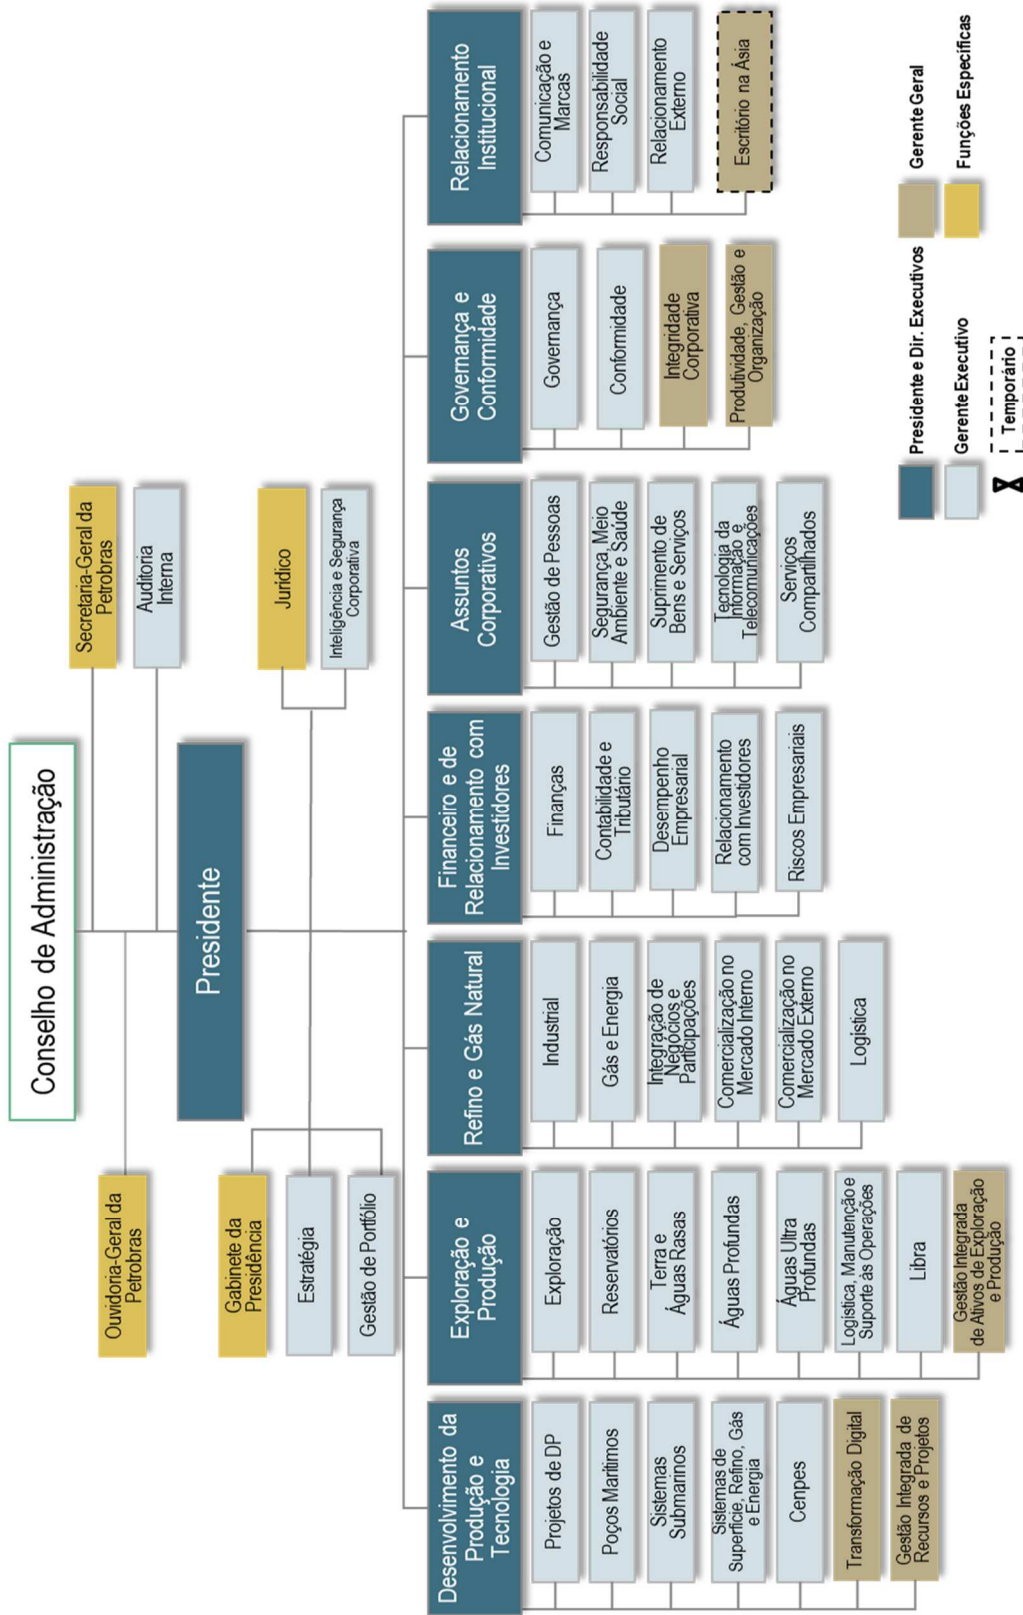 Conselho de Administração
Ouvidoria-Geral da
Petrobras
Secretaria-Geral da
Petrobras
Auditoria
Interna
Presidente
Gabinete da
Presidência
Estratégia
Gestão de Portfólio
Jurídico
Inteligência e Segurança
Corporativa
Desenvolvimento da
Produção e
Tecnologia
Projetos de DP
Poços Marítimos
Sistemas
Submarinos
Sistemas de
Superfície, Refino, Gás
e Energia
Cenpes
Transformação Digital
Gestão Integrada de
Recursos e Projetos
Exploração e
Produção
Exploração
Reservatórios
Terra e
Águas Rasas
Águas Profundas
Águas Ultra
Profundas
Logística, Manutenção e
Suporte às Operações
Libra
Gestão Integrada
de Ativos de Exploração
e Produção
Refino e Gás Natural
Industrial
Gás e Energia
Integração de
Negócios e
Participações
Comercialização no
Mercado Interno
Comercialização no
Mercado Externo
Logística
Financeiro e de
Relacionamento com
Investidores
Finanças
Contabilidade e
Tributário
Desempenho
Empresarial
Relacionamento
com Investidores
Riscos Empresariais
Assuntos
Corporativos
Gestão de Pessoas
Segurança, Meio
Ambiente e Saúde
Suprimento de
Bens e Serviços
Tecnologia da
Informação e
Telecomunicações
Serviços
Compartilhados
Governança e
Conformidade
Governança
Conformidade
Integridade
Corporativa
Produtividade, Gestão e
Organização
Relacionamento
Institucional
Comunicação e
Marcas
Responsabilidade
Social
Relacionamento
Externo
Escritório na Ásia
Presidente e Dir. Executivos
Gerente Geral
Gerente Executivo
Funções Específicas
Temporário